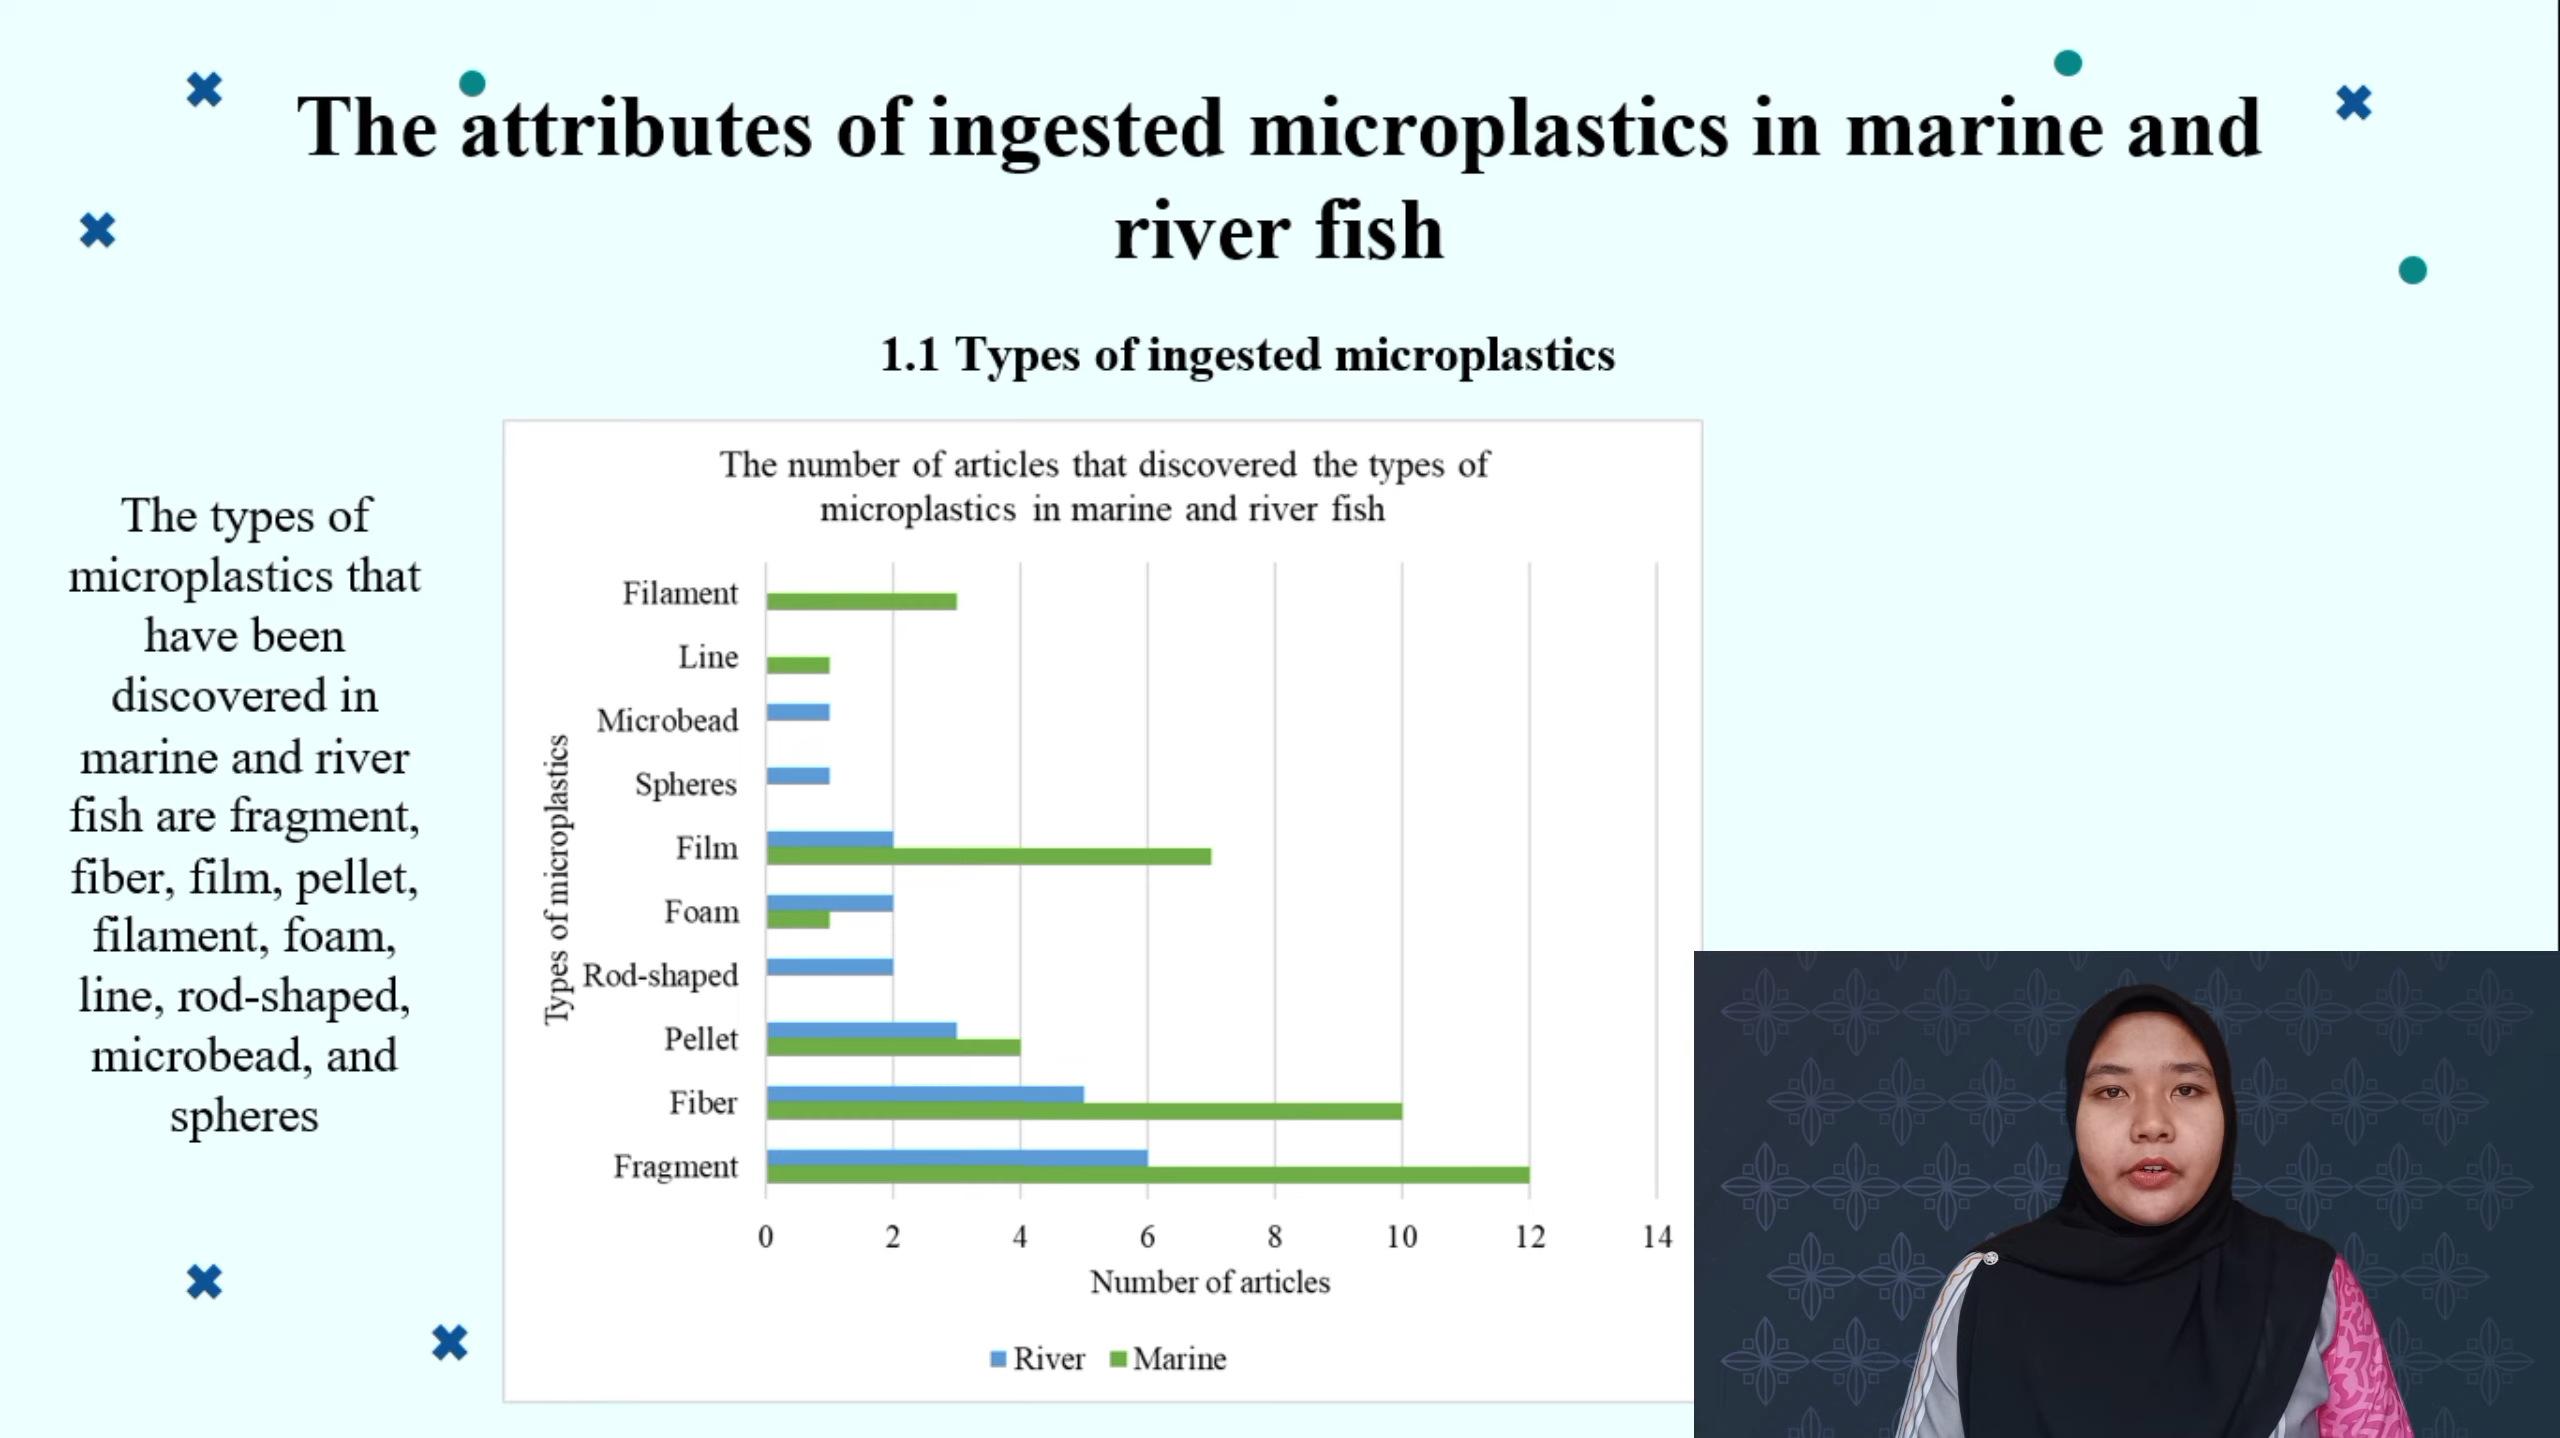 The attributes of ingested microplastics in marine and
river fish
1.1 Types of ingested microplastics
The types of
microplastics that
have been
discovered in
marine and river
fish are fragment,
fiber, film, pellet,
filament, foam,
line, rod-shaped,
microbead, and
spheres
The number of articles that discovered the types of
microplastics in marine and river fish
Types of microplastics
Filament
Line
Microbead
Spheres
Film
Foam
Rod-shaped
Pellet
Fiber
Fragment
0 2 4 6 8 10 12 14
Number of articles
River Marine